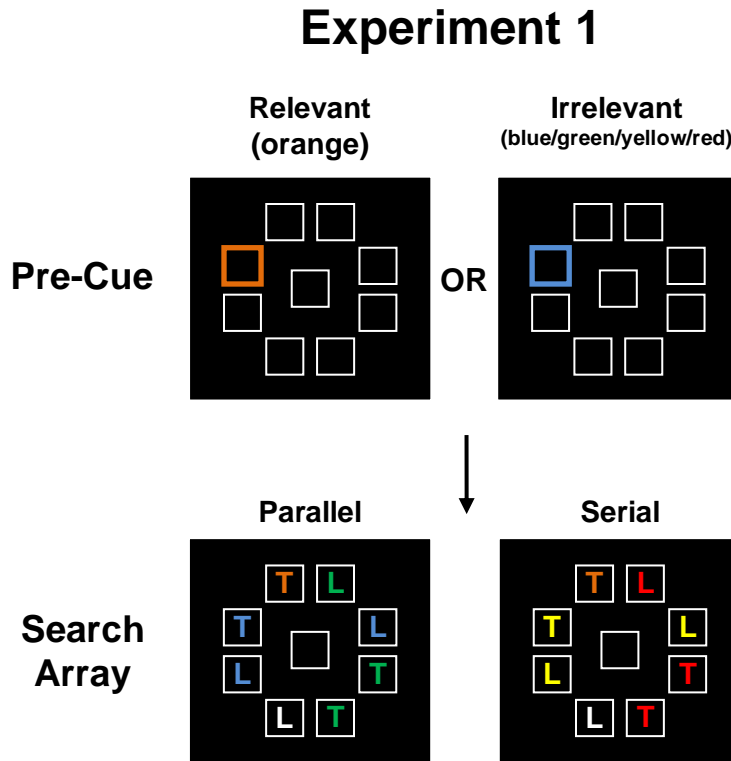 Experiment 1
Relevant
(orange)
Irrelevant
(blue/green/yellow/red)
Pre-Cue
OR
Parallel
Serial
Search
Array
T L
T L
L T
L T
T L
T L
L T
L T